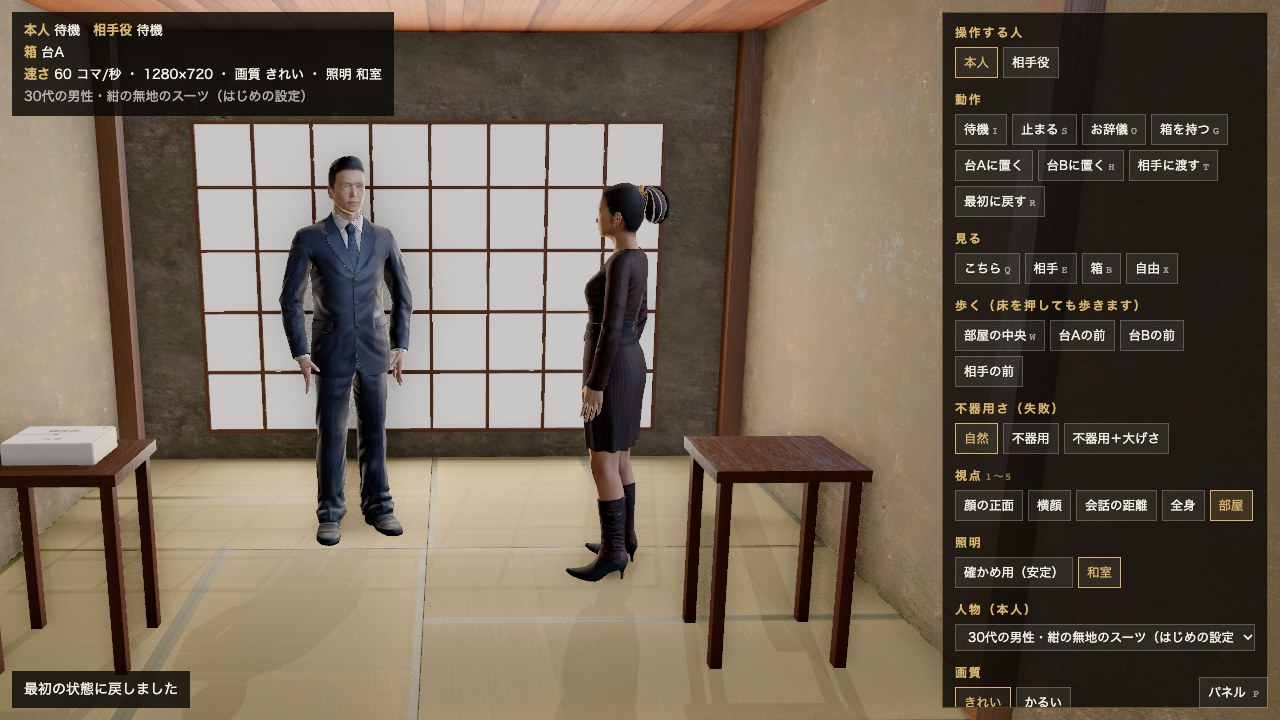 本人 待機 相手役 待機
箱 台A
速さ 60 コマ/秒 ・ 1280×720 ・ 画質 きれい ・ 照明 和室
30代の男性・紺の無地のスーツ（はじめの設定）
操作する人
本人 相手役
動作
待機 I 止まる S お辞儀 O 箱を持つ G
台Aに置く 台Bに置く H 相手に渡す T
最初に戻す R
見る
こちら Q 相手 E 箱 B 自由 X
歩く（床を押しても歩きます）
部屋の中央 W 台Aの前 台Bの前
相手の前
不器用さ（失敗）
自然 不器用 不器用＋大げさ
視点 1～5
顔の正面 横顔 会話の距離 全身 部屋
照明
確かめ用（安定） 和室
人物（本人）
30代の男性・紺の無地のスーツ（はじめの設定
画質
きれい かるい
パネル P
最初の状態に戻しました